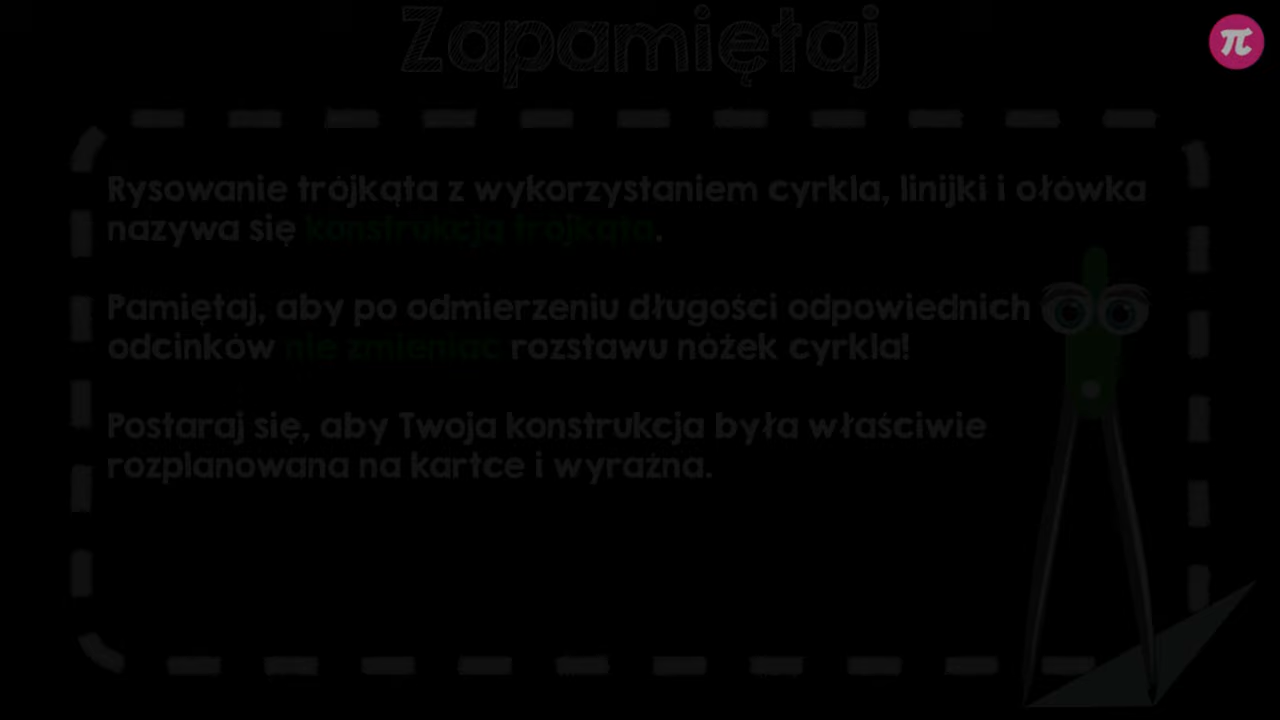 Zapamiętaj
π
Rysowanie trójkąta z wykorzystaniem cyrkla, linijki i ołówka
nazywa się konstrukcją trójkąta.
Pamiętaj, aby po odmierzeniu długości odpowiednich
odcinków nie zmieniać rozstawu nóżek cyrkla!
Postaraj się, aby Twoja konstrukcja była właściwie
rozplanowana na kartce i wyraźna.